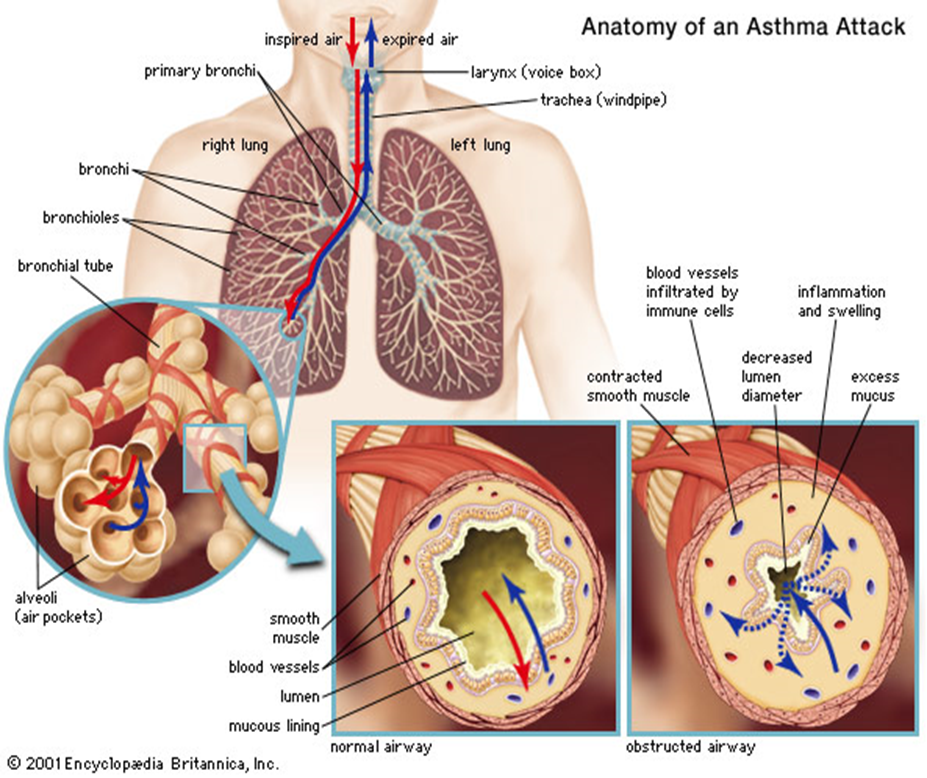 Anatomy of an Asthma Attack
inspired air
expired air
primary bronchi
larynx (voice box)
trachea (windpipe)
right lung
left lung
bronchi
bronchioles
bronchial tube
blood vessels
infiltrated by
immune cells
inflammation
and swelling
decreased
lumen
diameter
contracted
smooth muscle
excess
mucus
alveoli
(air pockets)
smooth
muscle
blood vessels
lumen
mucous lining
normal airway
obstructed airway
© 2001 Encyclopædia Britannica, Inc.